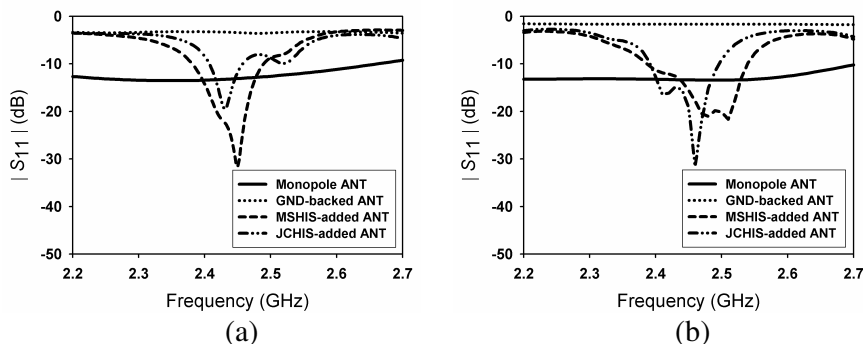 0
-10
-20
-30
-40
-50
| S11 | (dB)
Monopole ANT
GND-backed ANT
MSHIS-added ANT
JCHIS-added ANT
2.2 2.3 2.4 2.5 2.6 2.7
Frequency (GHz)
(a)
0
-10
-20
-30
-40
-50
| S11 | (dB)
Monopole ANT
GND-backed ANT
MSHIS-added ANT
JCHIS-added ANT
2.2 2.3 2.4 2.5 2.6 2.7
Frequency (GHz)
(b)